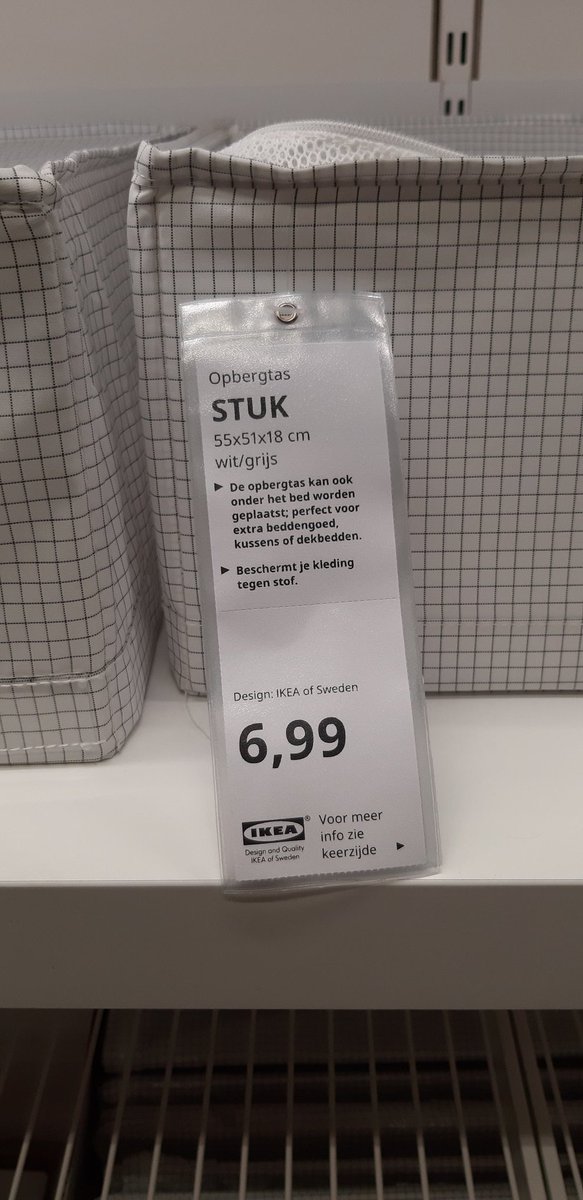 Opbergtas
STUK
55x51x18 cm
wit/grijs
► De opbergtas kan ook
onder het bed worden
geplaatst; perfect voor
extra beddengoed,
kussens of dekbedden.
► Beschermt je kleding
tegen stof.
Design: IKEA of Sweden
6,99
IKEA®
Design and Quality
IKEA of Sweden
Voor meer
info zie
keerzijde ►